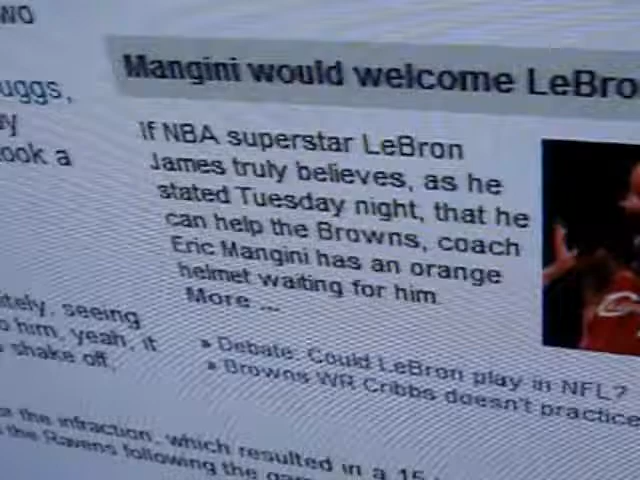 WO
uggs,
ook a
Mangini would welcome LeBro
If NBA superstar LeBron
James truly believes, as he
stated Tuesday night, that he
can help the Browns, coach
Eric Mangini has an orange
helmet waiting for him
More ...
» Debate: Could LeBron play in NFL?
» Browns WR Cribbs doesn't practice
itely, seeing
him, yeah, it
shake off,
the infraction, which resulted in a 15
the Ravens following the